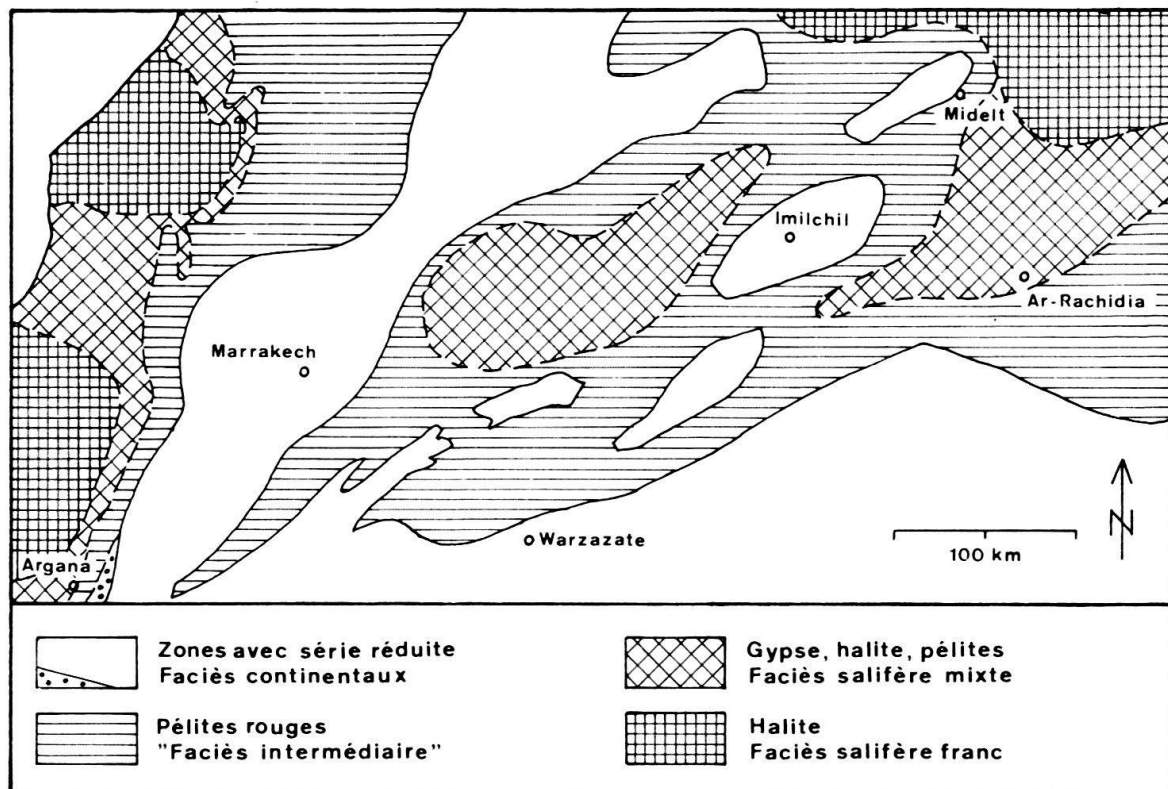 Midelt
Imilchil
Ar-Rachidia
Marrakech
N
Warzazate
100 km
Argana
Zones avec série réduite
Faciès continentaux
Pélites rouges
"Faciès intermédiaire"
Gypse, halite, pélites
Faciès salifère mixte
Halite
Faciès salifère franc